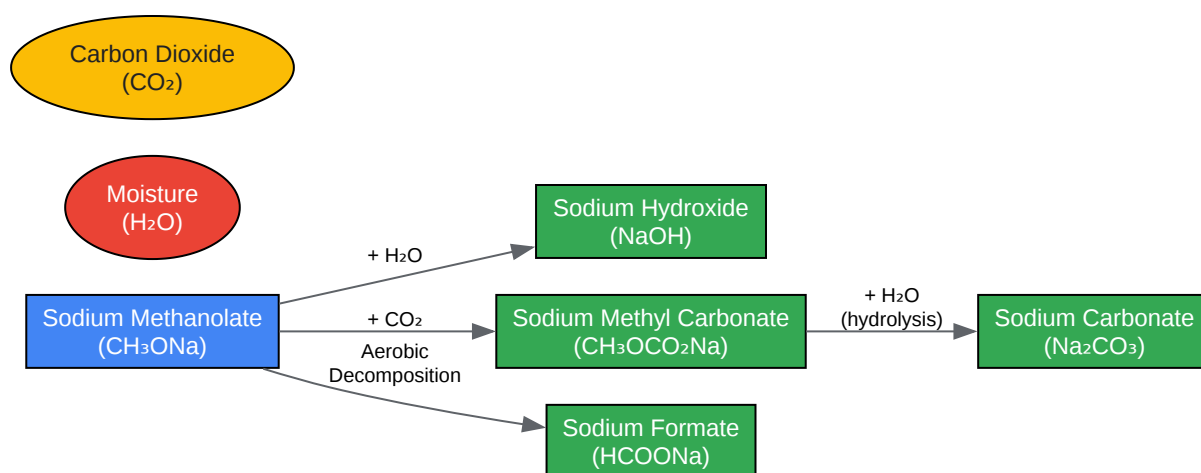 Carbon Dioxide
(CO₂)
Moisture
(H₂O)
Sodium Hydroxide
(NaOH)
+ H₂O
Sodium Methanolate
(CH₃ONa)
+ CO₂
Sodium Methyl Carbonate
(CH₃OCO₂Na)
+ H₂O
(hydrolysis)
Sodium Carbonate
(Na₂CO₃)
Aerobic
Decomposition
Sodium Formate
(HCOONa)